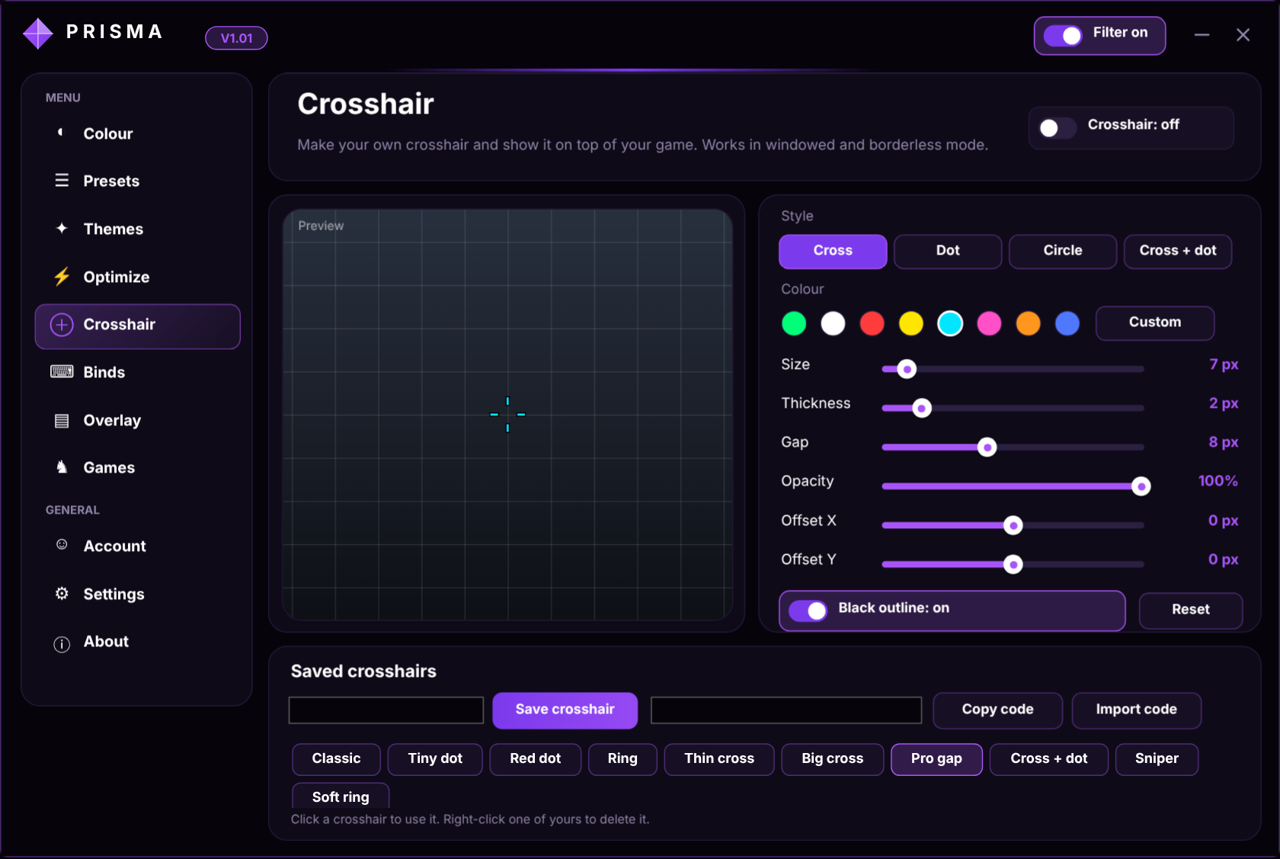 PRISMA
V1.01
Filter on
MENU
Colour
Presets
Themes
Optimize
Crosshair
Binds
Overlay
Games
GENERAL
Account
Settings
About
Crosshair
Make your own crosshair and show it on top of your game. Works in windowed and borderless mode.
Crosshair: off
Preview
Style
Cross Dot Circle Cross + dot
Colour
Custom
Size 7 px
Thickness 2 px
Gap 8 px
Opacity 100%
Offset X 0 px
Offset Y 0 px
Black outline: on Reset
Saved crosshairs
Save crosshair Copy code Import code
Classic Tiny dot Red dot Ring Thin cross Big cross Pro gap Cross + dot Sniper
Soft ring
Click a crosshair to use it. Right-click one of yours to delete it.